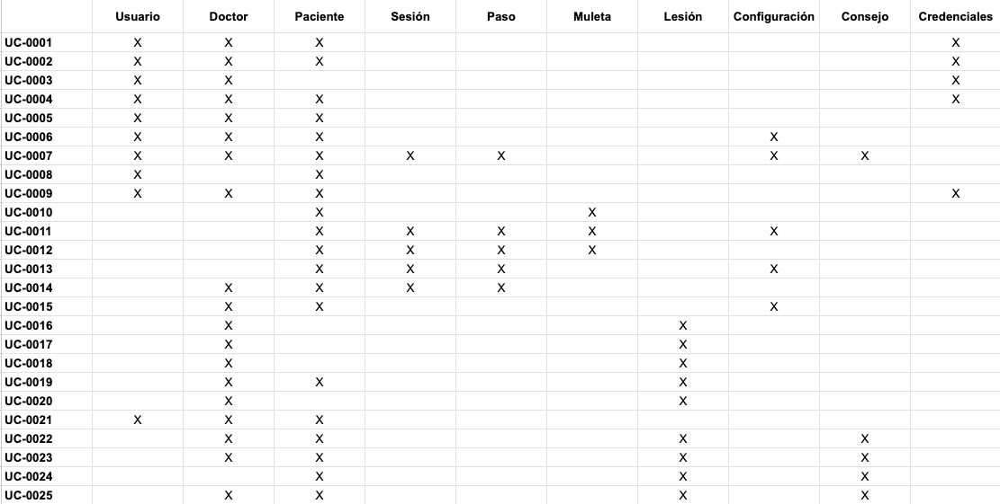 Usuario Doctor Paciente Sesión Paso Muleta Lesión Configuración Consejo Credenciales
UC-0001 X X X X
UC-0002 X X X X
UC-0003 X X X
UC-0004 X X X X
UC-0005 X X X
UC-0006 X X X X
UC-0007 X X X X X X X
UC-0008 X X
UC-0009 X X X X
UC-0010 X X
UC-0011 X X X X X
UC-0012 X X X X
UC-0013 X X X X
UC-0014 X X X X
UC-0015 X X X
UC-0016 X X
UC-0017 X X
UC-0018 X X
UC-0019 X X X
UC-0020 X X
UC-0021 X X X
UC-0022 X X X X
UC-0023 X X X X
UC-0024 X X X
UC-0025 X X X X